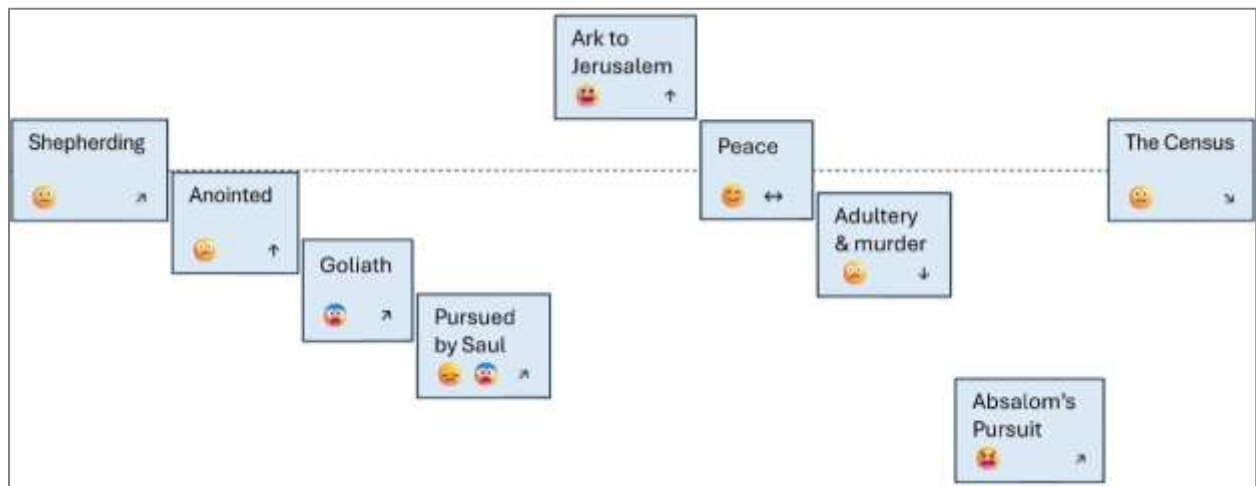 Shepherding
Anointed
Goliath
Pursued
by Saul
Ark to
Jerusalem
Peace
Adultery
& murder
Absalom's
Pursuit
The Census